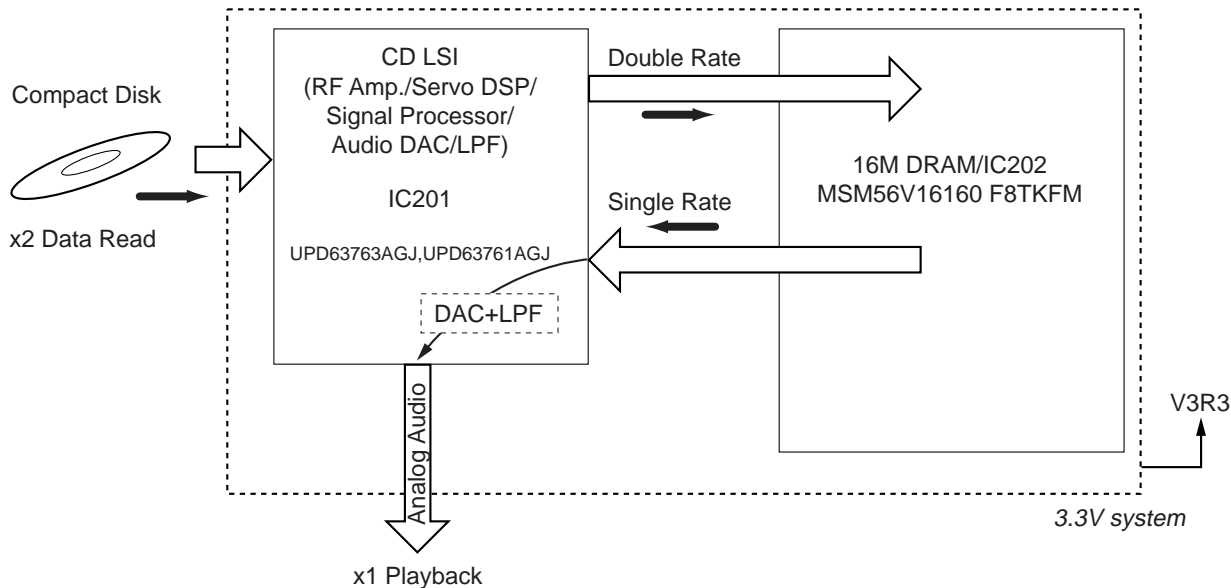 Compact Disk
x2 Data Read
CD LSI
(RF Amp./Servo DSP/
Signal Processor/
Audio DAC/LPF)
IC201
UPD63763AGJ,UPD63761AGJ
DAC+LPF
Double Rate
Single Rate
16M DRAM/IC202
MSM56V16160 F8TKFM
Analog Audio
x1 Playback
V3R3
3.3V system